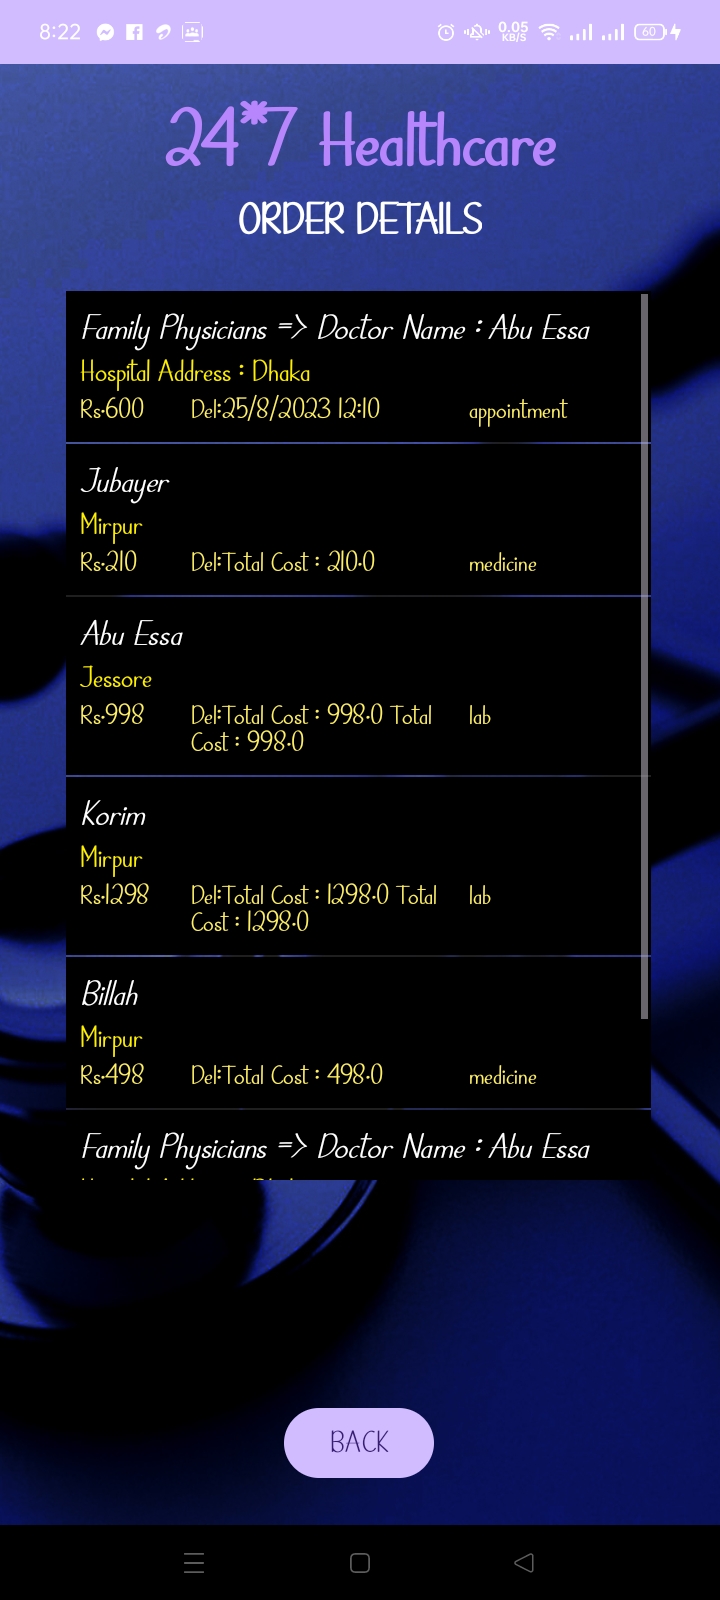 8:22
0.05
KB/S
60
24*7 Healthcare
ORDER DETAILS
Family Physicians => Doctor Name : Abu Essa
Hospital Address : Dhaka
Rs.600 Del:25/8/2023 12:10 appointment
Jubayer
Mirpur
Rs.210 Del:Total Cost : 210.0 medicine
Abu Essa
Jessore
Rs.998 Del:Total Cost : 998.0 Total lab
Cost : 998.0
Korim
Mirpur
Rs.1298 Del:Total Cost : 1298.0 Total lab
Cost : 1298.0
Billah
Mirpur
Rs.498 Del:Total Cost : 498.0 medicine
Family Physicians => Doctor Name : Abu Essa
BACK